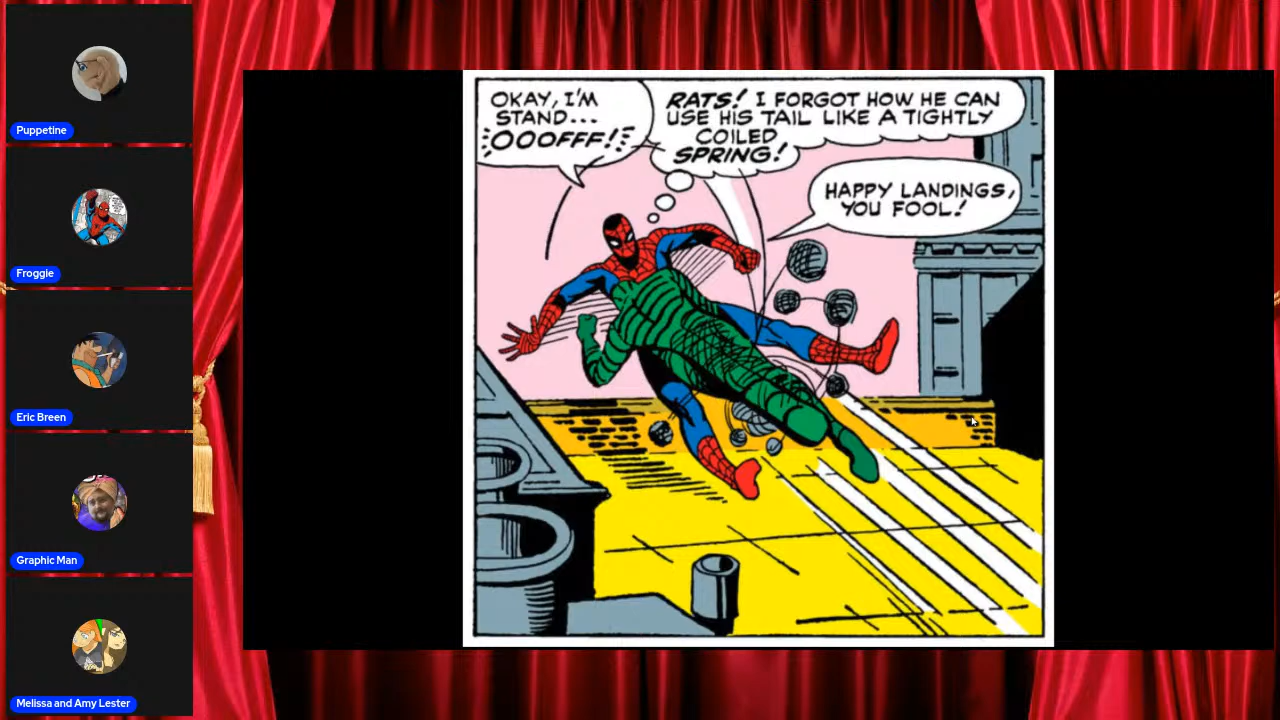 Puppetine
Froggie
Eric Breen
Graphic Man
Melissa and Amy Lester
OKAY, I'M
STAND...
OOOFFF!
RATS! I FORGOT HOW HE CAN
USE HIS TAIL LIKE A TIGHTLY
COILED
SPRING!
HAPPY LANDINGS,
YOU FOOL!